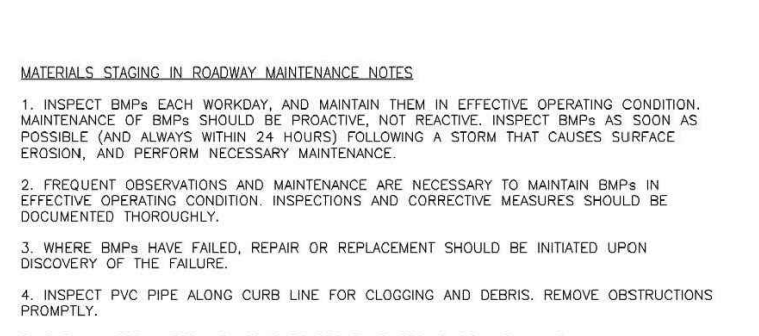 MATERIALS STAGING IN ROADWAY MAINTENANCE NOTES
1. INSPECT BMPs EACH WORKDAY, AND MAINTAIN THEM IN EFFECTIVE OPERATING CONDITION.
MAINTENANCE OF BMPs SHOULD BE PROACTIVE, NOT REACTIVE. INSPECT BMPs AS SOON AS
POSSIBLE (AND ALWAYS WITHIN 24 HOURS) FOLLOWING A STORM THAT CAUSES SURFACE
EROSION, AND PERFORM NECESSARY MAINTENANCE.
2. FREQUENT OBSERVATIONS AND MAINTENANCE ARE NECESSARY TO MAINTAIN BMPs IN
EFFECTIVE OPERATING CONDITION. INSPECTIONS AND CORRECTIVE MEASURES SHOULD BE
DOCUMENTED THOROUGHLY.
3. WHERE BMPs HAVE FAILED, REPAIR OR REPLACEMENT SHOULD BE INITIATED UPON
DISCOVERY OF THE FAILURE.
4. INSPECT PVC PIPE ALONG CURB LINE FOR CLOGGING AND DEBRIS. REMOVE OBSTRUCTIONS
PROMPTLY.